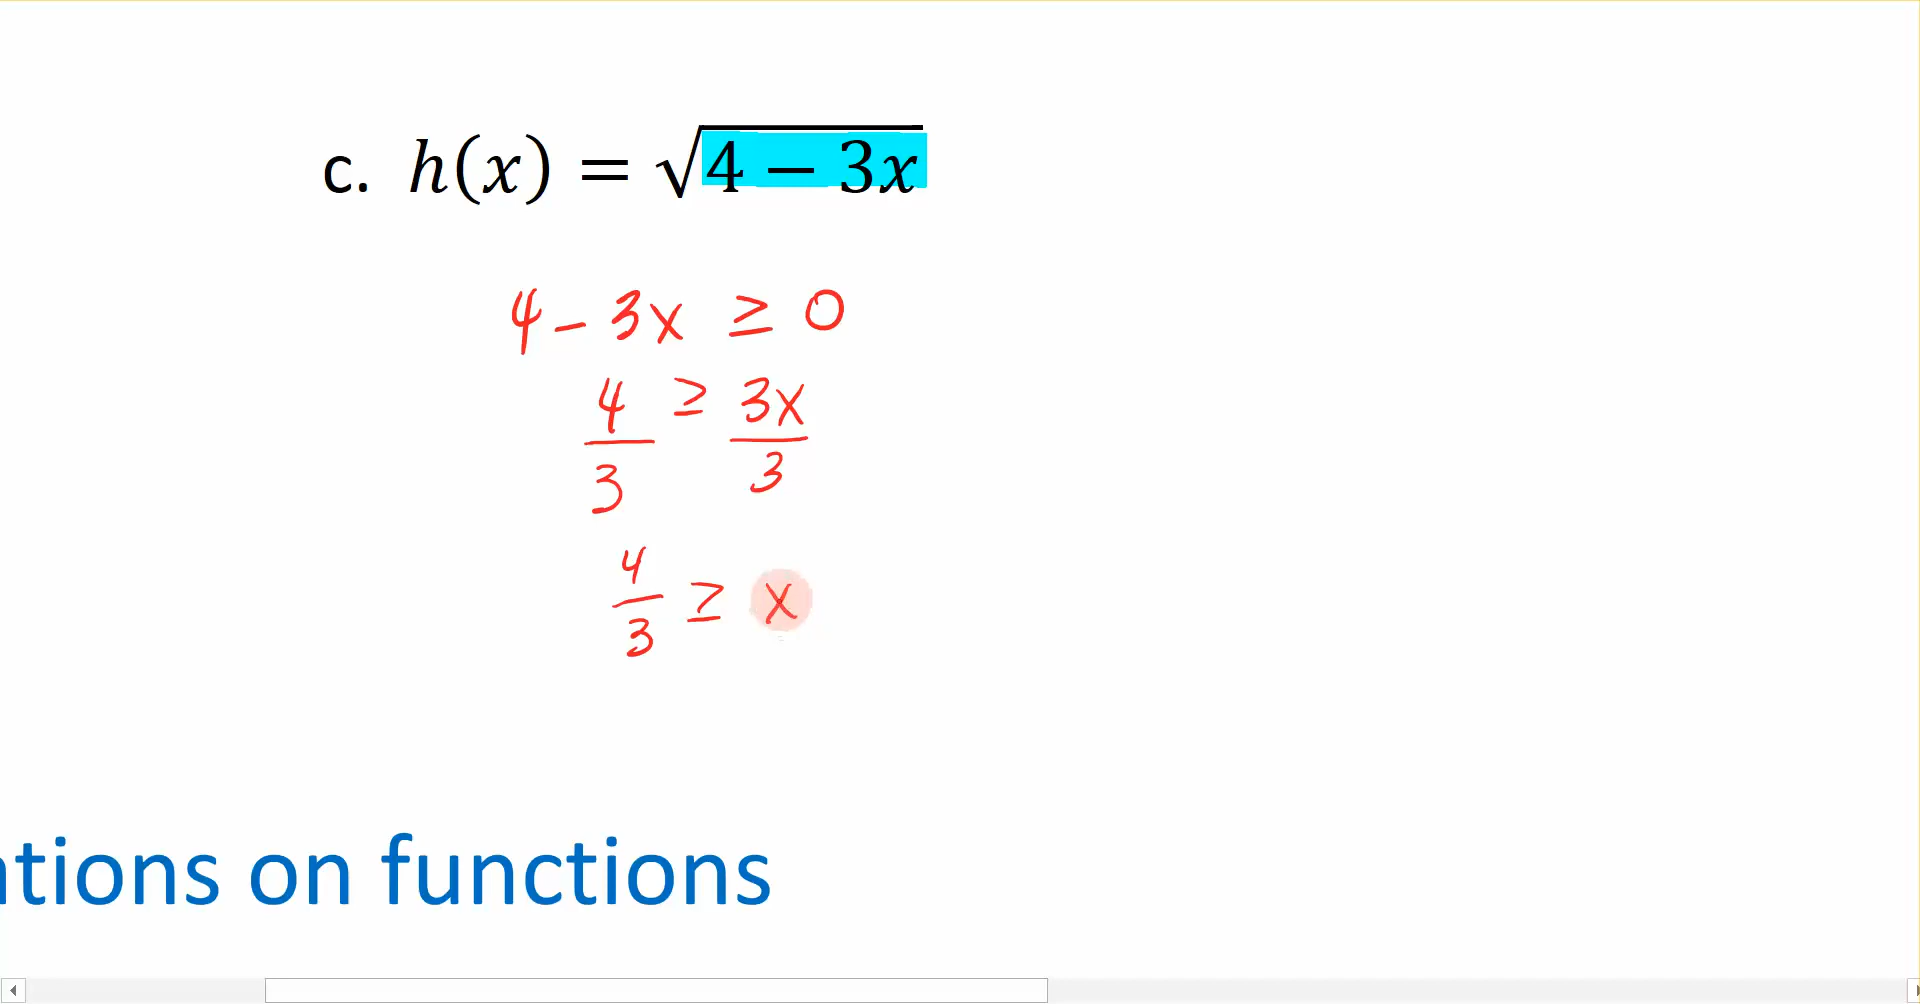 c. h(x) = √4 − 3x
4 - 3x ≥ 0
4/3 ≥ 3x/3
4/3 ≥ x
tions on functions